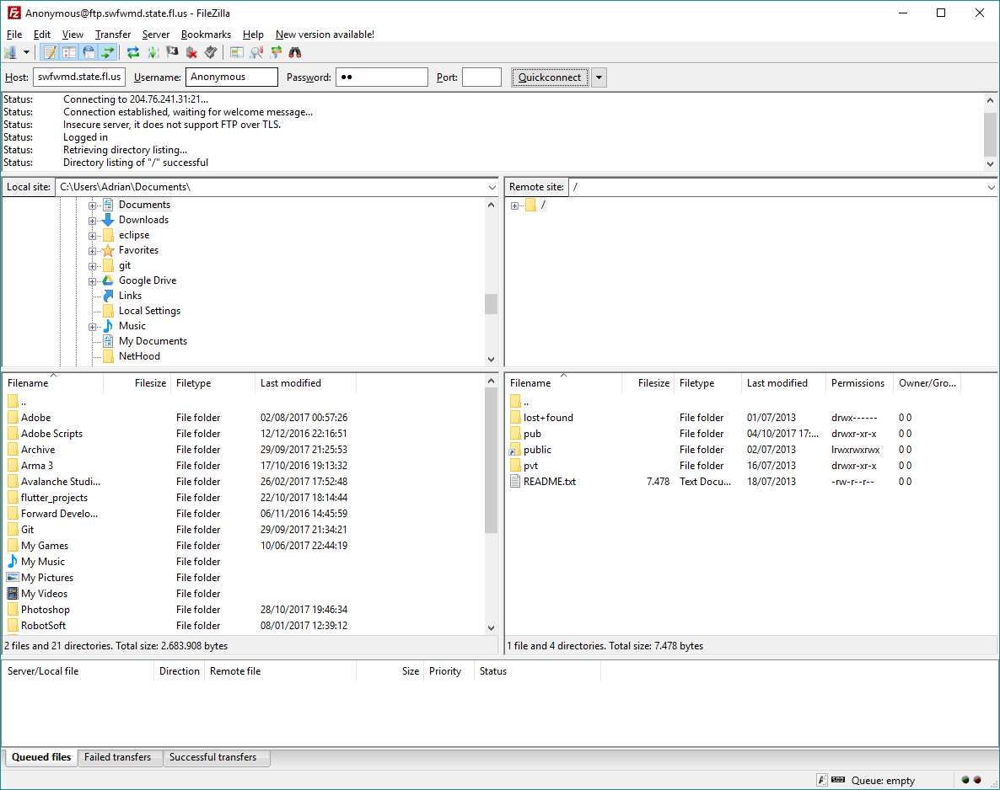 Anonymous@ftp.swfwmd.state.fl.us - FileZilla
File Edit View Transfer Server Bookmarks Help New version available!
Host: swfwmd.state.fl.us Username: Anonymous Password: ●● Port: Quickconnect
Status: Connecting to 204.76.241.31:21...
Status: Connection established, waiting for welcome message...
Status: Insecure server, it does not support FTP over TLS.
Status: Logged in
Status: Retrieving directory listing...
Status: Directory listing of "/" successful
Local site: C:\Users\Adrian\Documents\
Documents
Downloads
eclipse
Favorites
git
Google Drive
Links
Local Settings
Music
My Documents
NetHood
Remote site: /
/
Filename Filesize Filetype Last modified
..
Adobe File folder 02/08/2017 00:57:26
Adobe Scripts File folder 12/12/2016 22:16:51
Archive File folder 29/09/2017 21:25:53
Arma 3 File folder 17/10/2016 19:13:32
Avalanche Studi... File folder 26/02/2017 17:52:48
flutter_projects File folder 22/10/2017 18:14:44
Forward Develo... File folder 06/11/2016 14:45:59
Git File folder 29/09/2017 21:34:21
My Games File folder 10/06/2017 22:44:19
My Music File folder
My Pictures File folder
My Videos File folder
Photoshop File folder 28/10/2017 19:46:34
RobotSoft File folder 08/01/2017 12:39:12
2 files and 21 directories. Total size: 2.683.908 bytes
Filename Filesize Filetype Last modified Permissions Owner/Gro...
..
lost+found File folder 01/07/2013 drwx------ 0 0
pub File folder 04/10/2017 17:... drwxr-xr-x 0 0
public File folder 02/07/2013 lrwxrwxrwx 0 0
pvt File folder 16/07/2013 drwxr-xr-x 0 0
README.txt 7.478 Text Docu... 18/07/2013 -rw-r--r-- 0 0
1 file and 4 directories. Total size: 7.478 bytes
Server/Local file Direction Remote file Size Priority Status
Queued files Failed transfers Successful transfers
Queue: empty